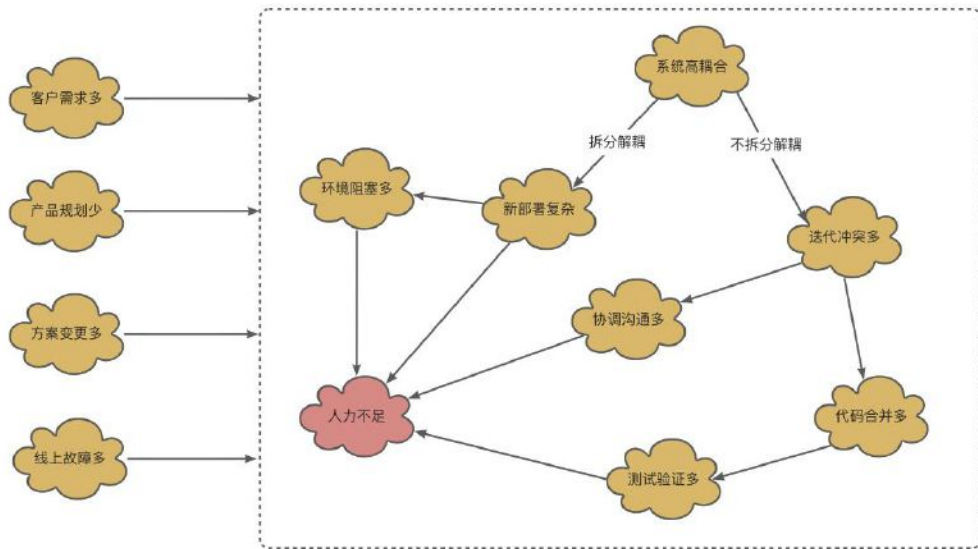 系统高耦合
客户需求多
拆分解耦
不拆分解耦
环境阻塞多
产品规划少
新部署复杂
迭代冲突多
协调沟通多
方案变更多
人力不足
代码合并多
线上故障多
测试验证多